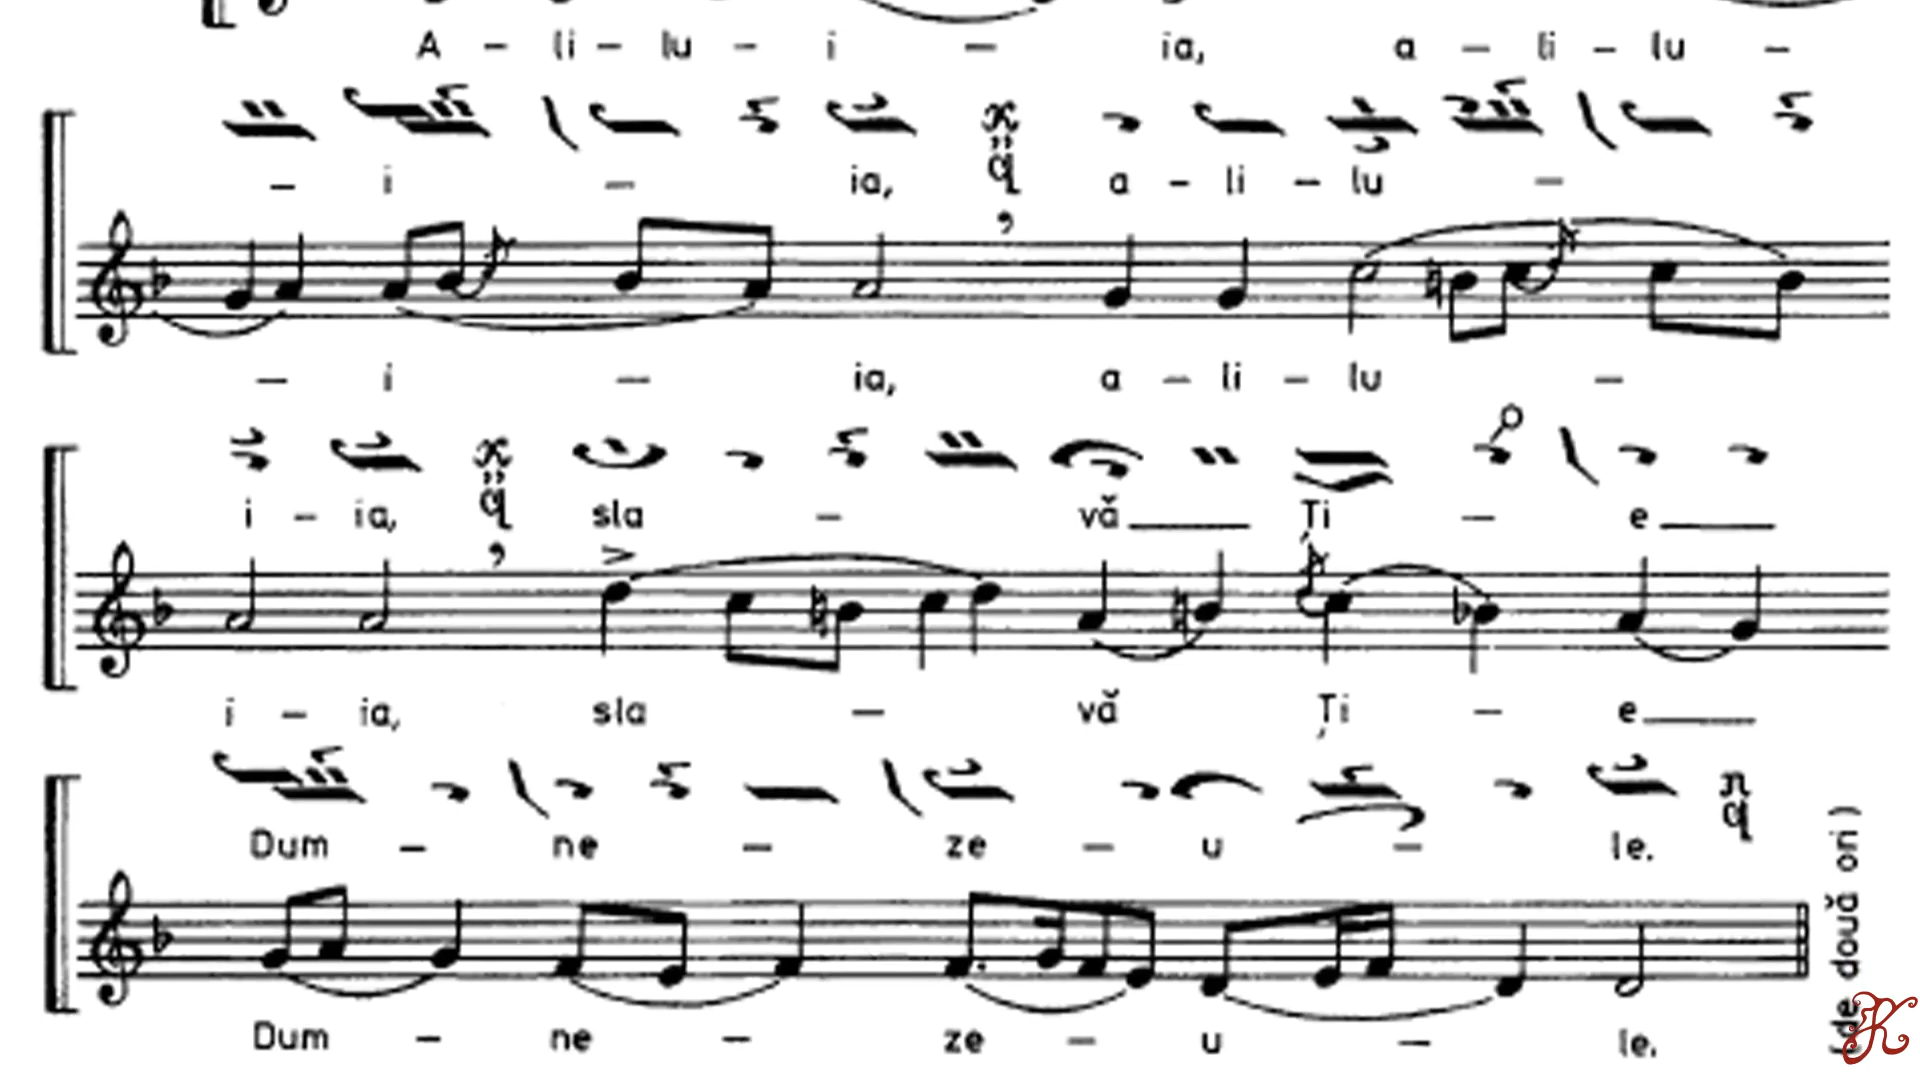 A – li – lu – i – ia, a – li – lu –
– i – ia, a – li – lu –
– i – ia, a – li – lu –
i – ia, sla – vă Ți – e
i – ia, sla – vă Ți – e
Dum – ne – ze – u – le.
Dum – ne – ze – u – le.
(de două ori)
K